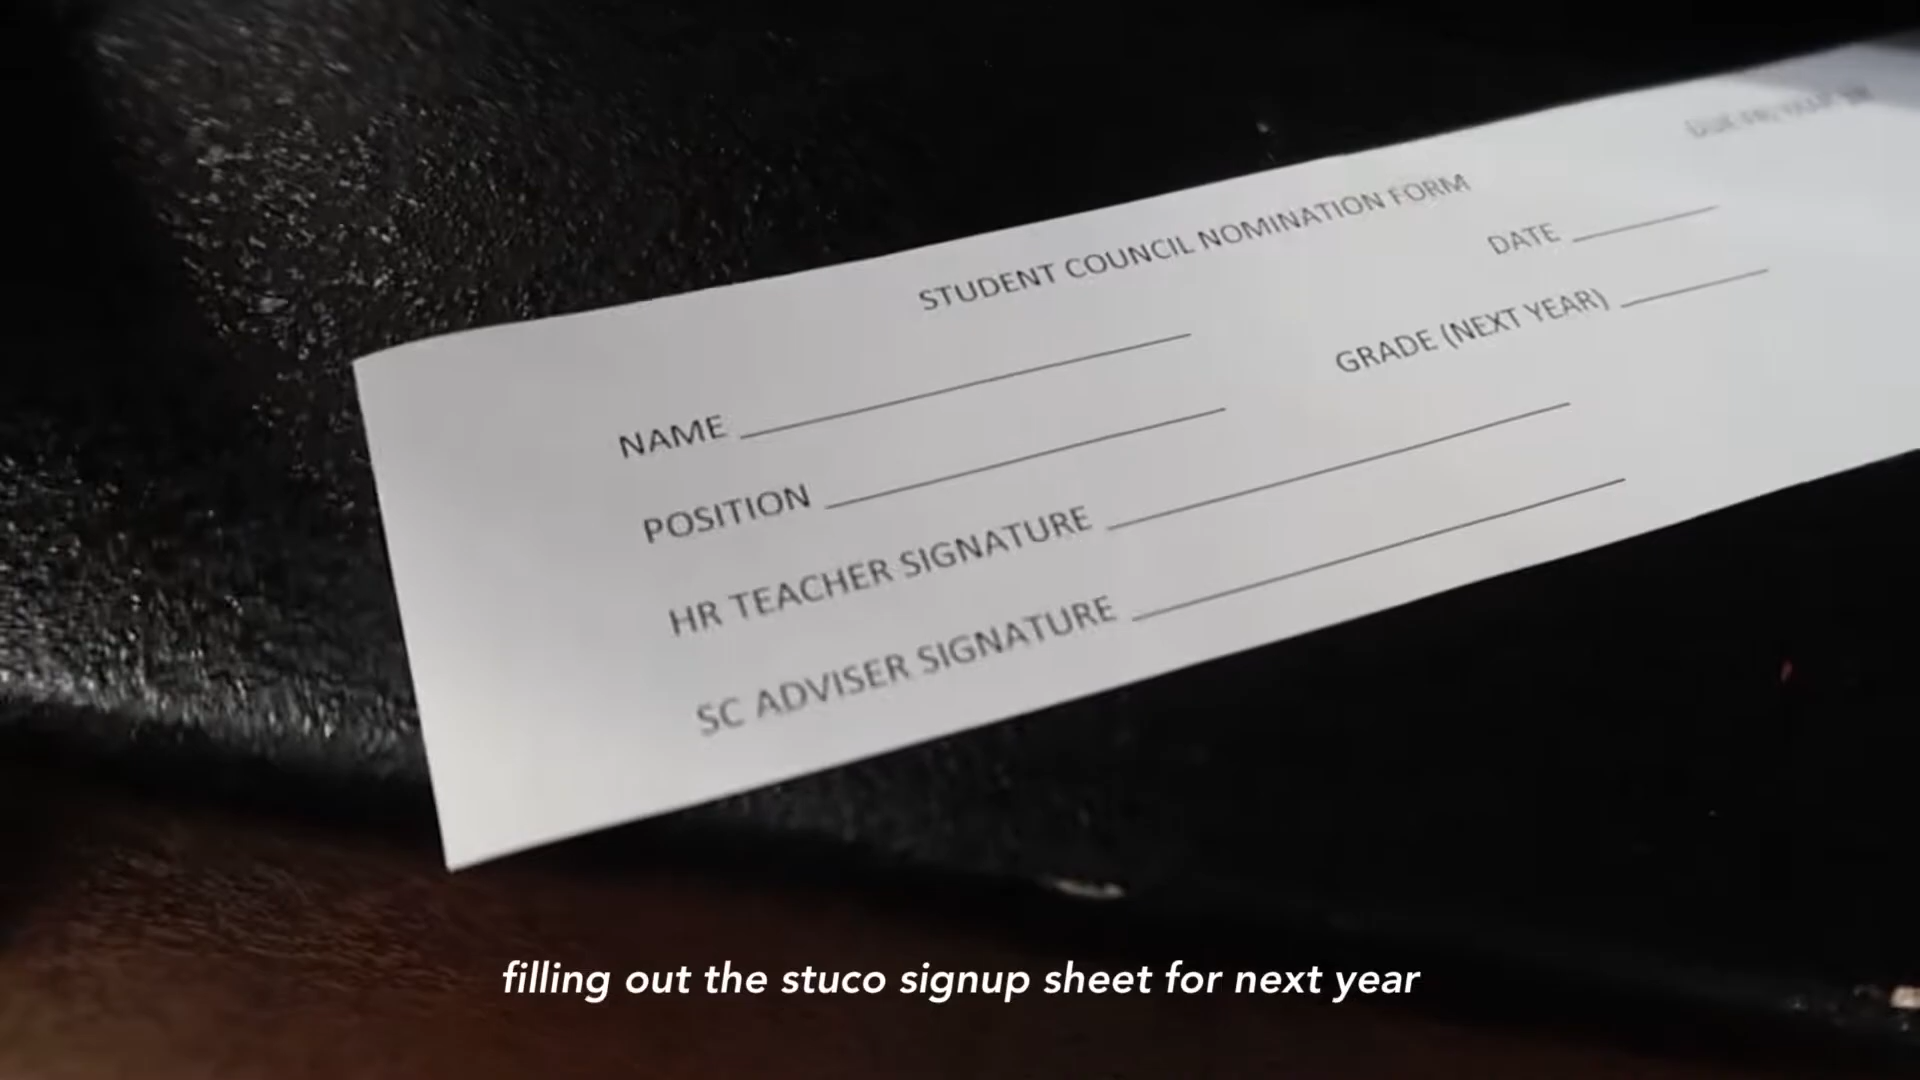 STUDENT COUNCIL NOMINATION FORM
DATE
NAME
GRADE (NEXT YEAR)
POSITION
HR TEACHER SIGNATURE
SC ADVISER SIGNATURE
filling out the stuco signup sheet for next year